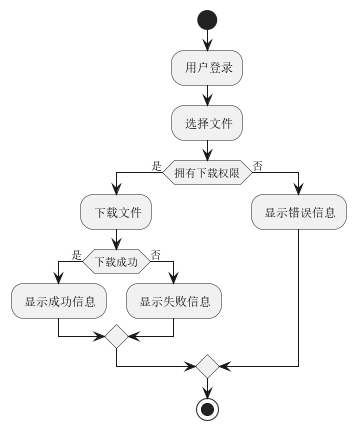 用户登录
选择文件
是
拥有下载权限
否
下载文件
显示错误信息
是
下载成功
否
显示成功信息
显示失败信息